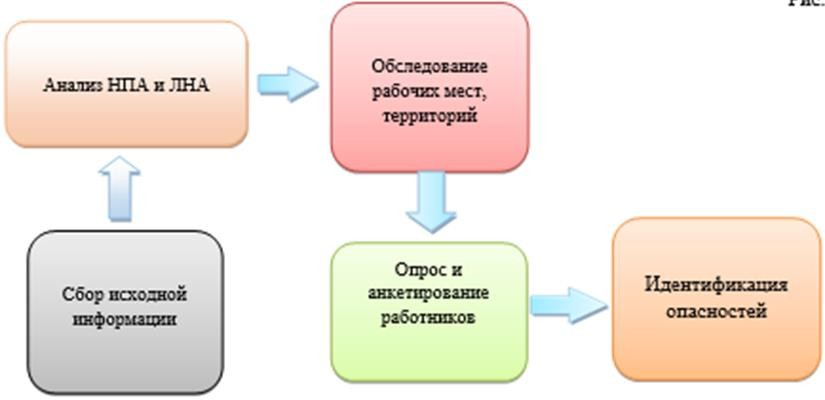 Рис.
Анализ НПА и ЛНА
Обследование
рабочих мест,
территорий
Сбор исходной
информации
Опрос и
анкетирование
работников
Идентификация
опасностей